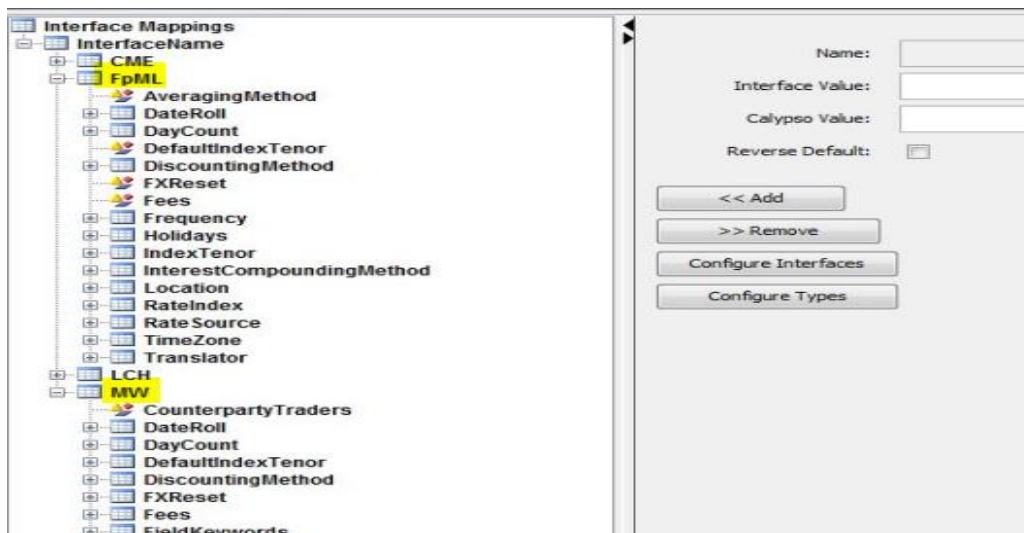 Interface Mappings
InterfaceName
CME
FpML
AveragingMethod
DateRoll
DayCount
DefaultIndexTenor
DiscountingMethod
FXReset
Fees
Frequency
Holidays
IndexTenor
InterestCompoundingMethod
Location
RateIndex
RateSource
TimeZone
Translator
LCH
MW
CounterpartyTraders
DateRoll
DayCount
DefaultIndexTenor
DiscountingMethod
FXReset
Fees
FieldKeywords
Name:
Interface Value:
Calypso Value:
Reverse Default:
<< Add
>> Remove
Configure Interfaces
Configure Types